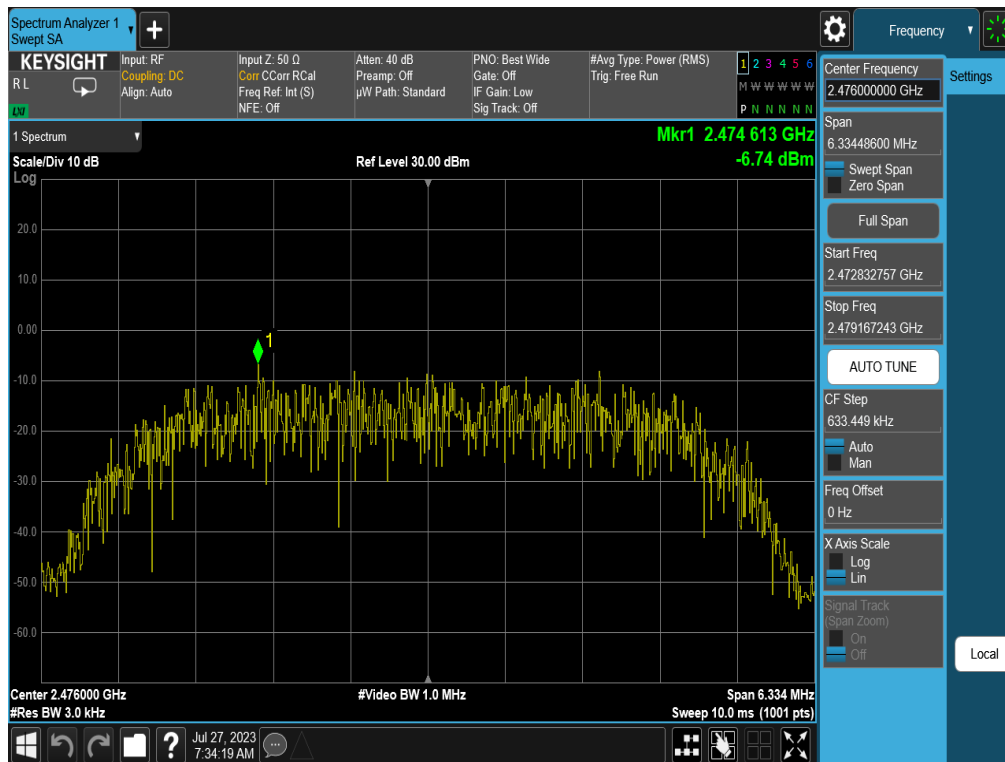 Spectrum Analyzer 1
Swept SA
+
Frequency
KEYSIGHT
R L
LXI
Input: RF
Coupling: DC
Align: Auto
Input Z: 50 Ω
Corr CCorr RCal
Freq Ref: Int (S)
NFE: Off
Atten: 40 dB
Preamp: Off
µW Path: Standard
PNO: Best Wide
Gate: Off
IF Gain: Low
Sig Track: Off
#Avg Type: Power (RMS)
Trig: Free Run
1 2 3 4 5 6
M W W W W W
P N N N N N
1 Spectrum
Scale/Div 10 dB
Log
Ref Level 30.00 dBm
Mkr1 2.474 613 GHz
-6.74 dBm
20.0
10.0
0.00
-10.0
-20.0
-30.0
-40.0
-50.0
-60.0
1
Center 2.476000 GHz
#Res BW 3.0 kHz
#Video BW 1.0 MHz
Span 6.334 MHz
Sweep 10.0 ms (1001 pts)
Center Frequency
2.476000000 GHz
Settings
Span
6.33448600 MHz
Swept Span
Zero Span
Full Span
Start Freq
2.472832757 GHz
Stop Freq
2.479167243 GHz
AUTO TUNE
CF Step
633.449 kHz
Auto
Man
Freq Offset
0 Hz
X Axis Scale
Log
Lin
Signal Track
(Span Zoom)
On
Off
Local
?
Jul 27, 2023
7:34:19 AM